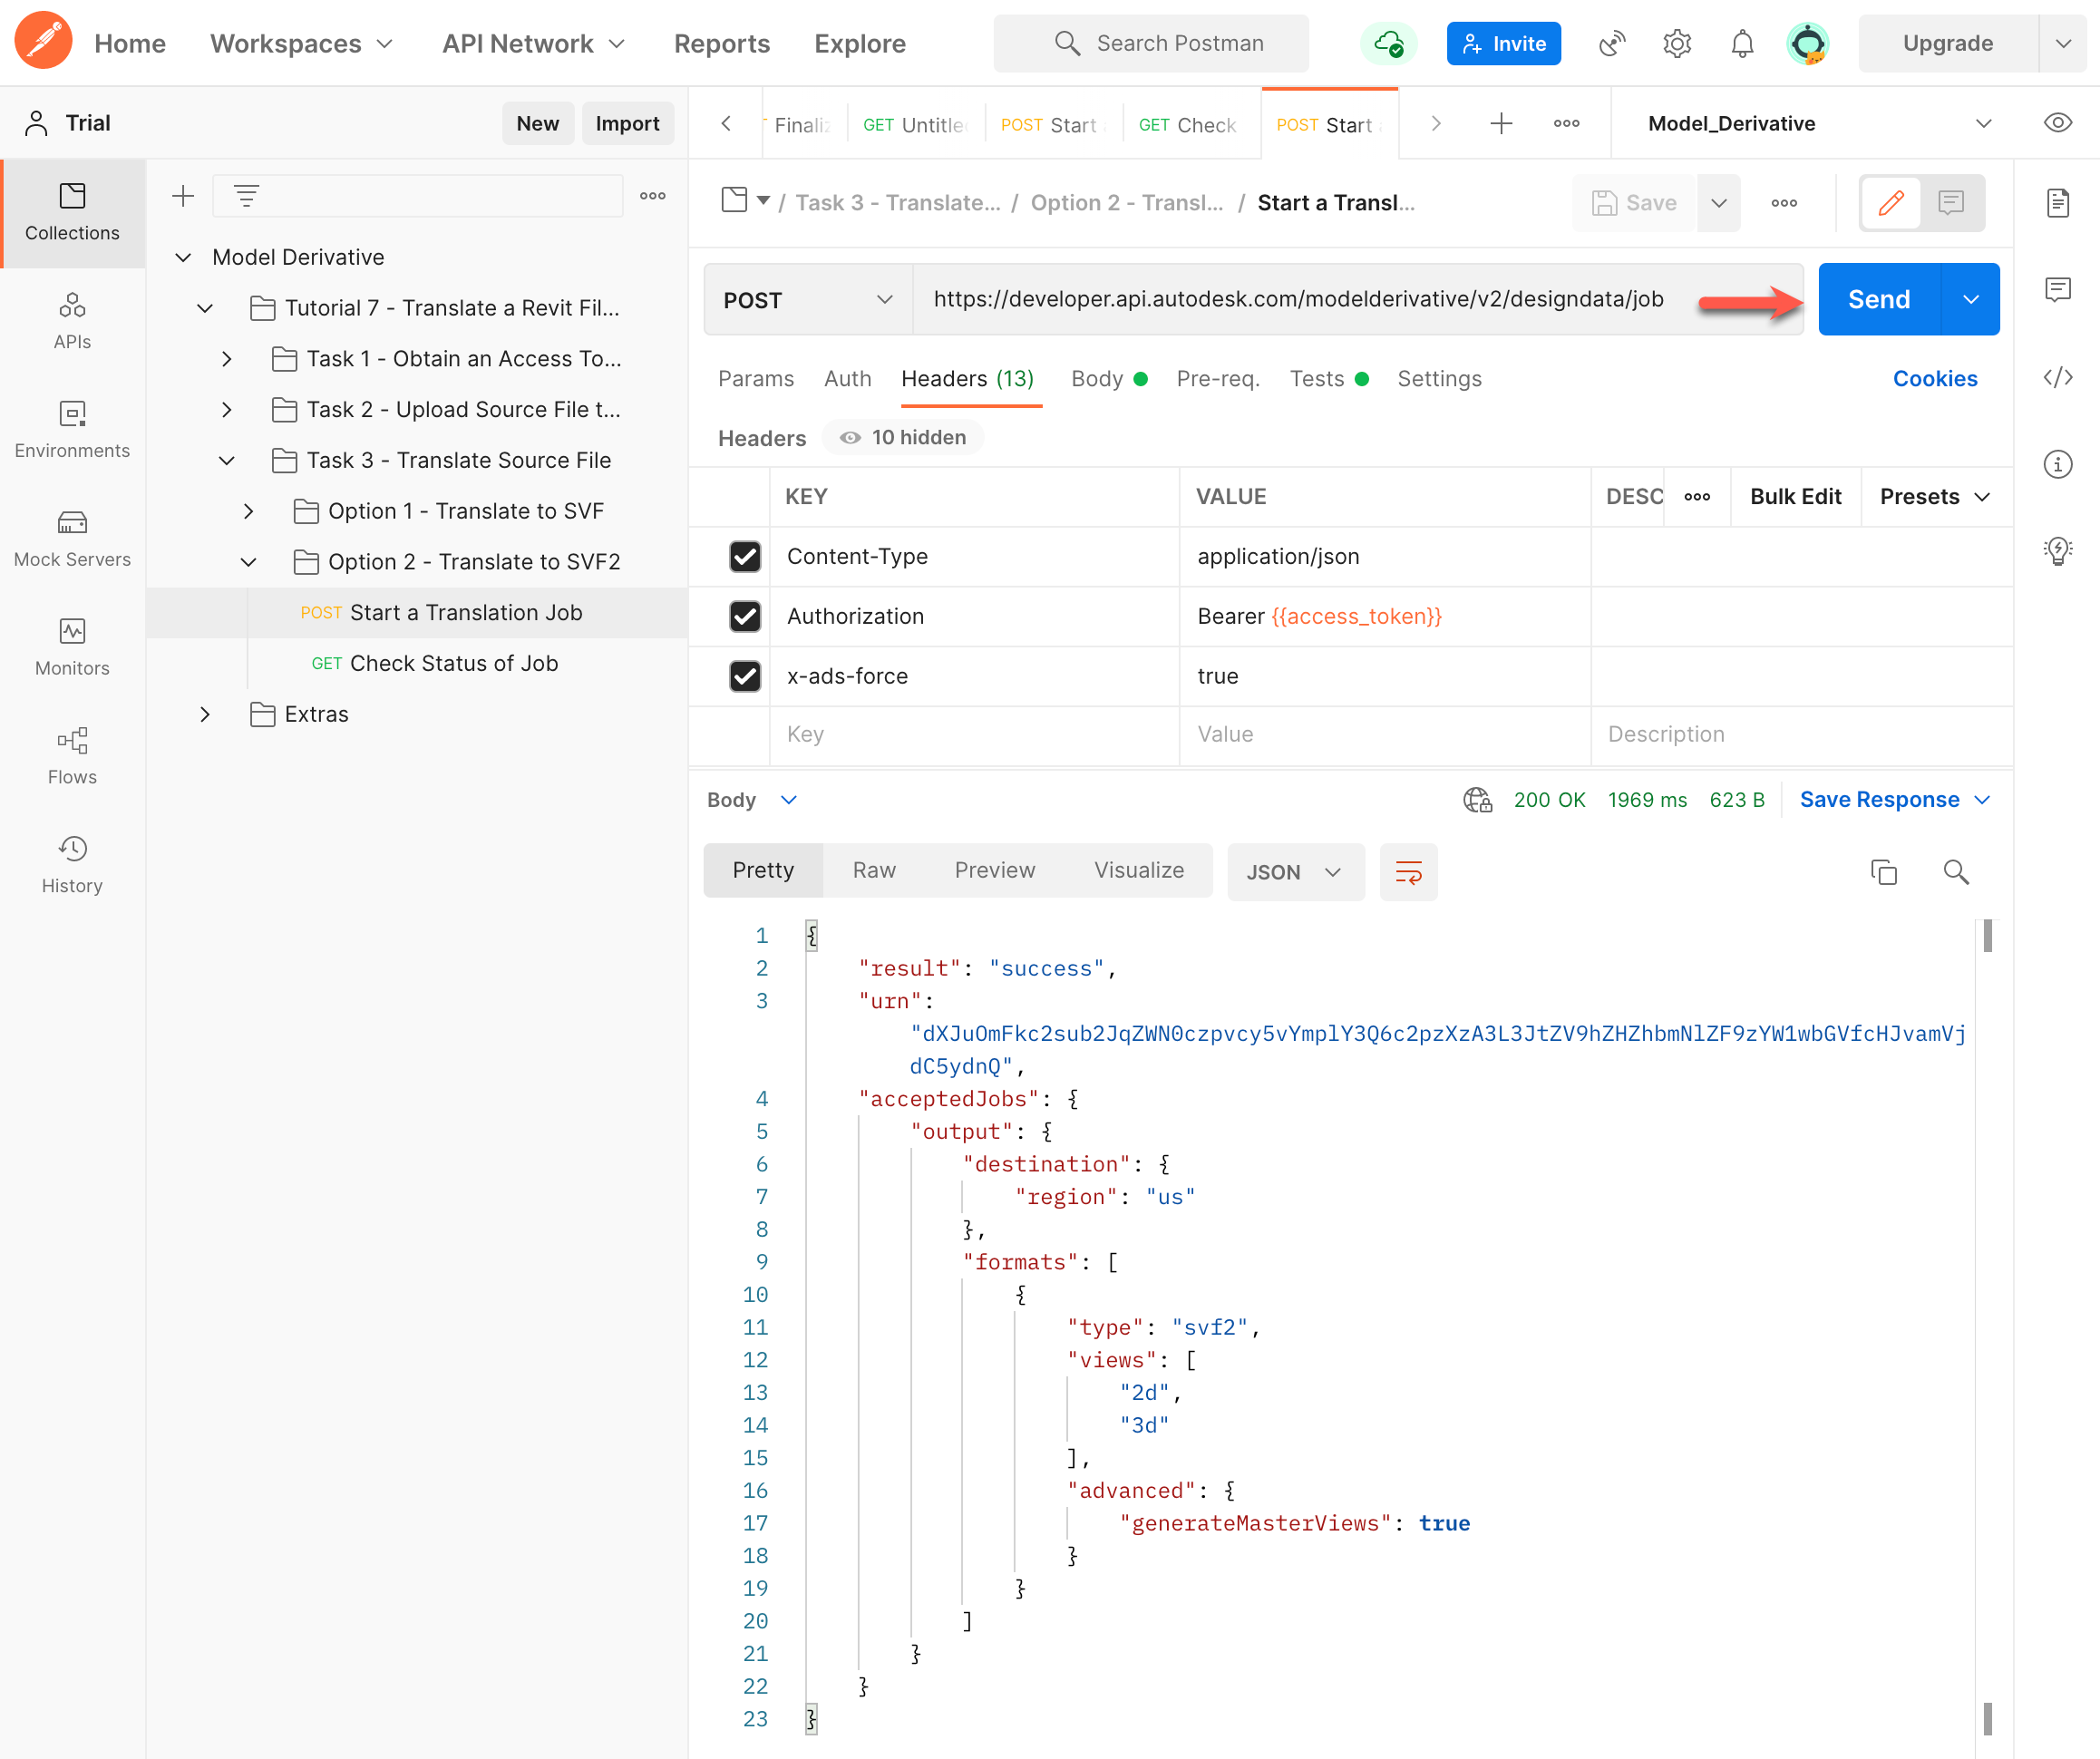 Home Workspaces API Network Reports Explore Search Postman Invite Upgrade
Trial New Import
Finaliz GET Untitle POST Start GET Check POST Start Model_Derivative
Collections
APIs
Environments
Mock Servers
Monitors
Flows
History
Model Derivative
Tutorial 7 - Translate a Revit Fil...
Task 1 - Obtain an Access To...
Task 2 - Upload Source File t...
Task 3 - Translate Source File
Option 1 - Translate to SVF
Option 2 - Translate to SVF2
POST Start a Translation Job
GET Check Status of Job
Extras
/ Task 3 - Translate... / Option 2 - Transl... / Start a Transl... Save
POST https://developer.api.autodesk.com/modelderivative/v2/designdata/job Send
Params Auth Headers (13) Body Pre-req. Tests Settings Cookies
Headers 10 hidden
KEY VALUE DESC Bulk Edit Presets
Content-Type application/json
Authorization Bearer {{access_token}}
x-ads-force true
Key Value Description
Body 200 OK 1969 ms 623 B Save Response
Pretty Raw Preview Visualize JSON
1 {
2 "result": "success",
3 "urn":
"dXJuOmFkc2sub2JqZWN0czpvcy5vYmplY3Q6c2pzXzA3L3JtZV9hZHZhbmNlZF9zYW1wbGVfcHJvamVj
dC5ydnQ",
4 "acceptedJobs": {
5 "output": {
6 "destination": {
7 "region": "us"
8 },
9 "formats": [
10 {
11 "type": "svf2",
12 "views": [
13 "2d",
14 "3d"
15 ],
16 "advanced": {
17 "generateMasterViews": true
18 }
19 }
20 ]
21 }
22 }
23 }